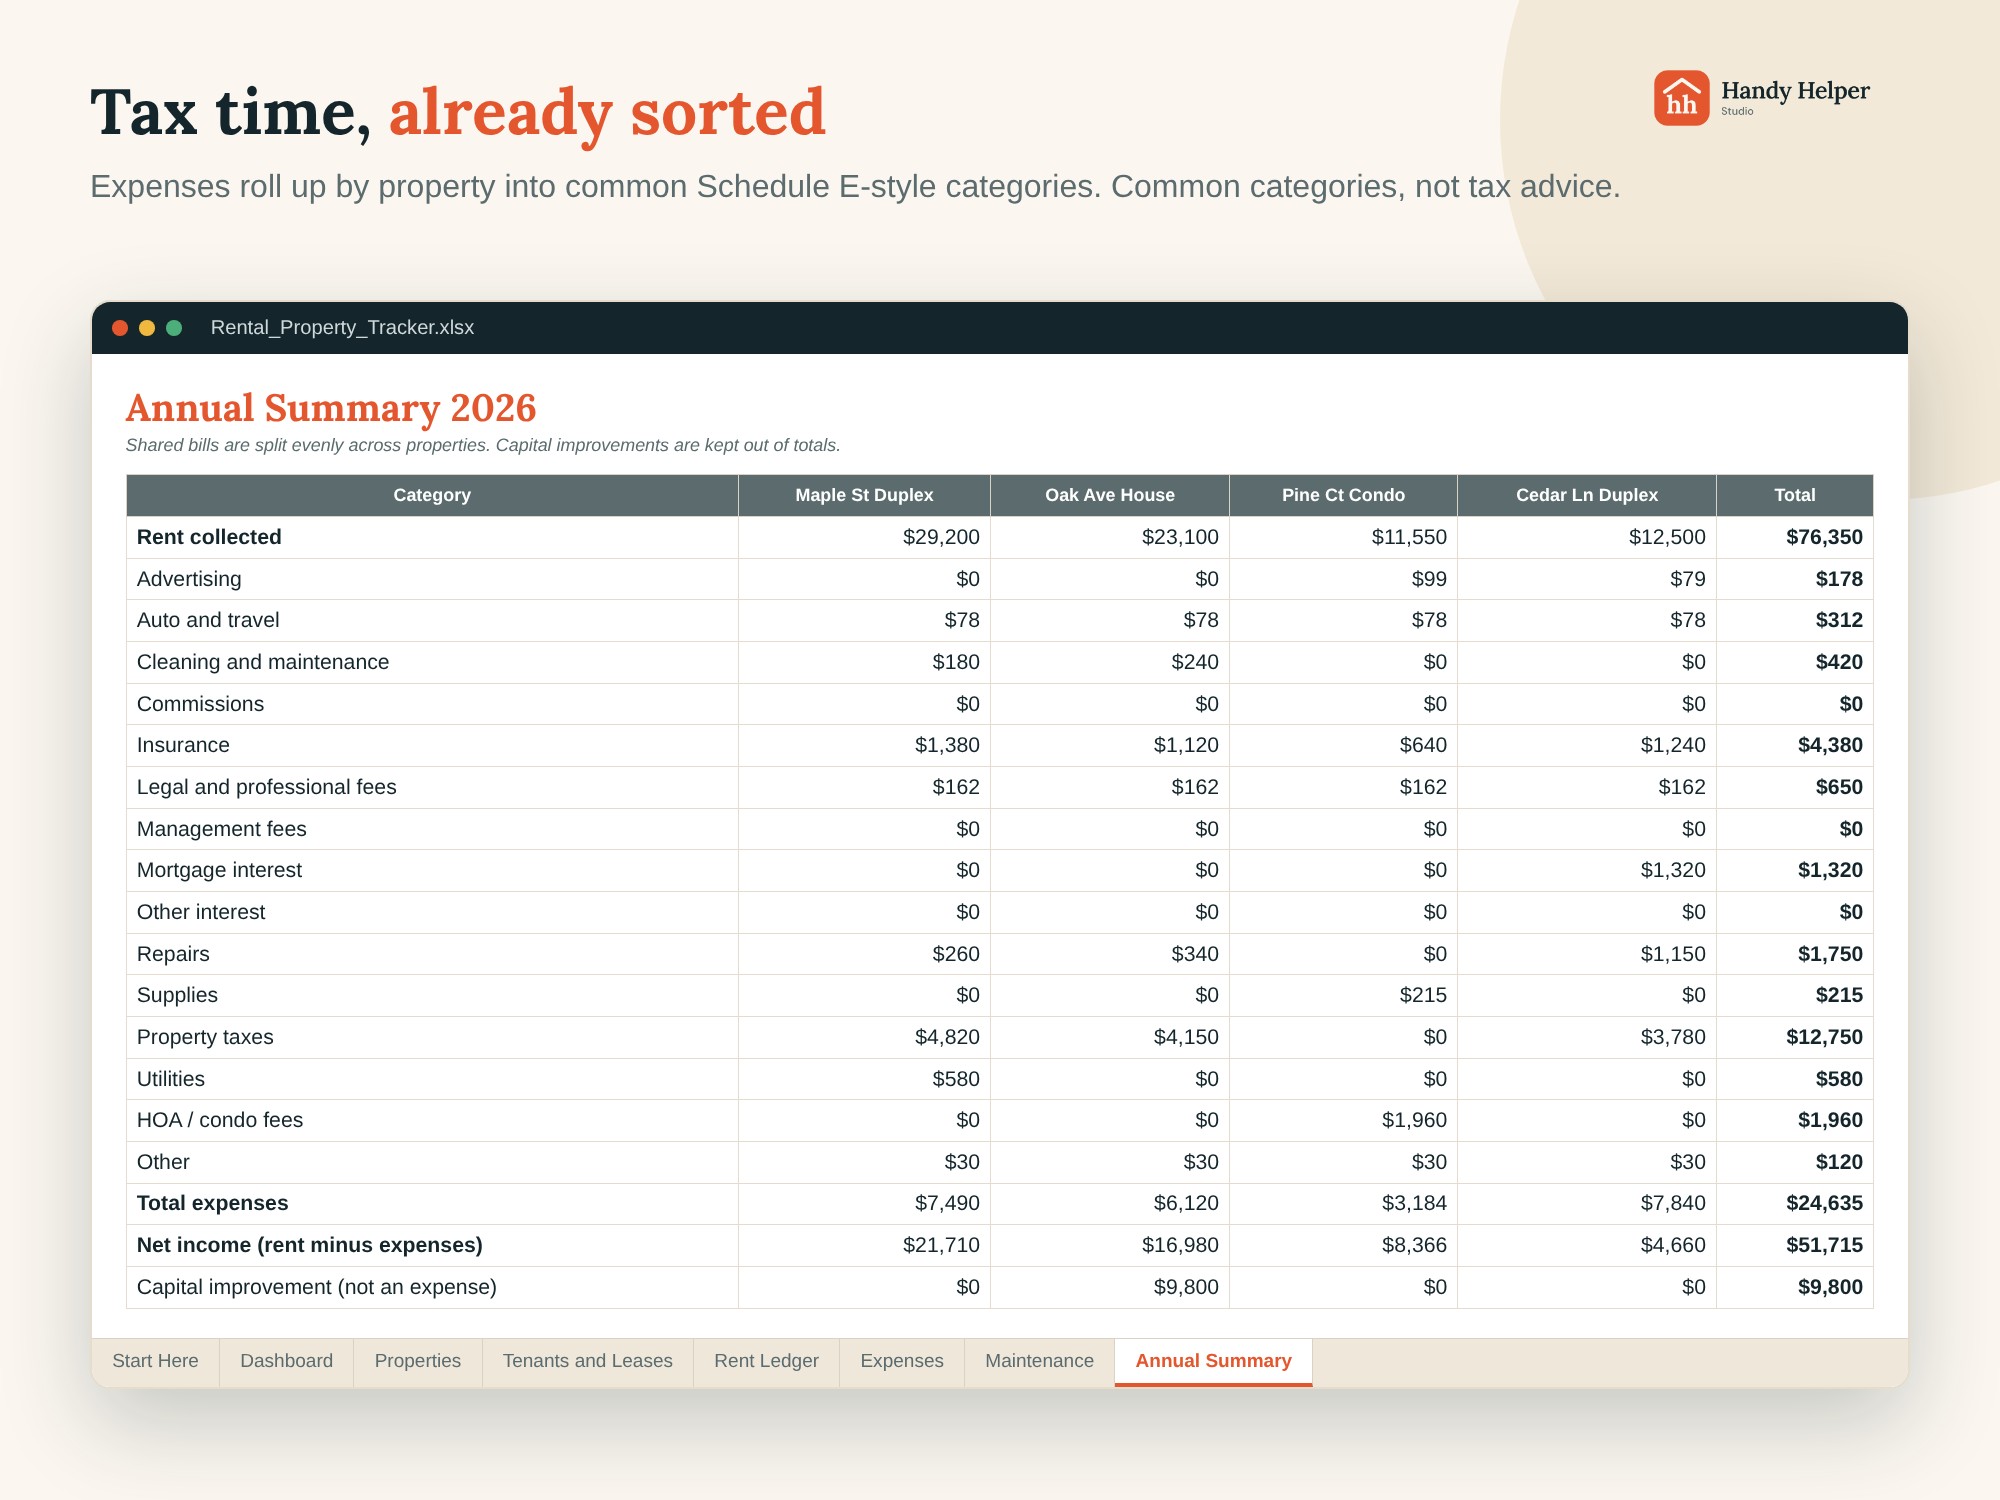 Tax time, already sorted
hh
Handy Helper
Studio
Expenses roll up by property into common Schedule E-style categories. Common categories, not tax advice.
Rental_Property_Tracker.xlsx
Annual Summary 2026
Shared bills are split evenly across properties. Capital improvements are kept out of totals.
Category Maple St Duplex Oak Ave House Pine Ct Condo Cedar Ln Duplex Total
Rent collected $29,200 $23,100 $11,550 $12,500 $76,350
Advertising $0 $0 $99 $79 $178
Auto and travel $78 $78 $78 $78 $312
Cleaning and maintenance $180 $240 $0 $0 $420
Commissions $0 $0 $0 $0 $0
Insurance $1,380 $1,120 $640 $1,240 $4,380
Legal and professional fees $162 $162 $162 $162 $650
Management fees $0 $0 $0 $0 $0
Mortgage interest $0 $0 $0 $1,320 $1,320
Other interest $0 $0 $0 $0 $0
Repairs $260 $340 $0 $1,150 $1,750
Supplies $0 $0 $215 $0 $215
Property taxes $4,820 $4,150 $0 $3,780 $12,750
Utilities $580 $0 $0 $0 $580
HOA / condo fees $0 $0 $1,960 $0 $1,960
Other $30 $30 $30 $30 $120
Total expenses $7,490 $6,120 $3,184 $7,840 $24,635
Net income (rent minus expenses) $21,710 $16,980 $8,366 $4,660 $51,715
Capital improvement (not an expense) $0 $9,800 $0 $0 $9,800
Start Here Dashboard Properties Tenants and Leases Rent Ledger Expenses Maintenance Annual Summary